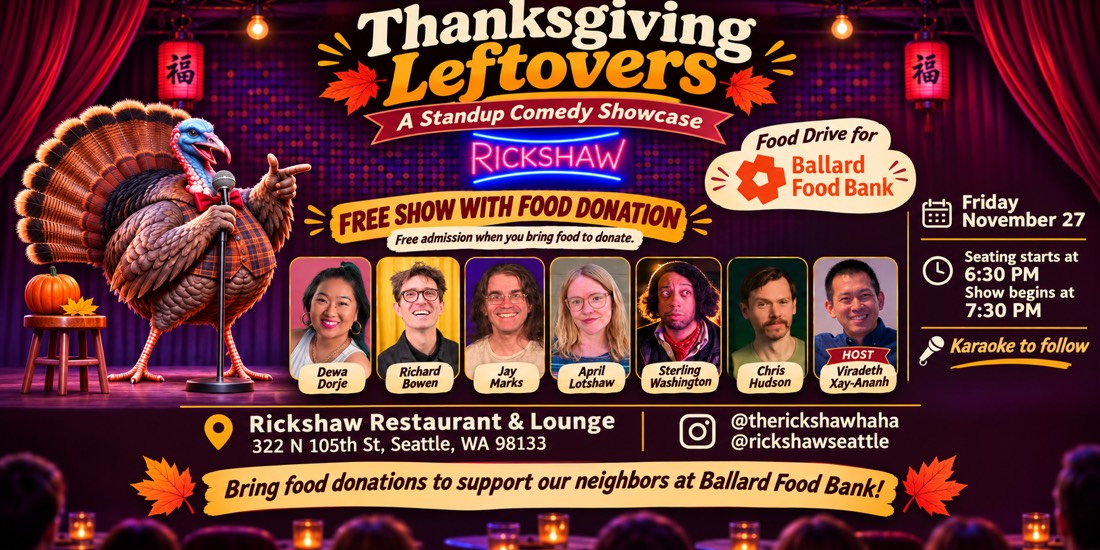 Thanksgiving
Leftovers
A Standup Comedy Showcase
福
福
RICKSHAW
Food Drive for
Ballard
Food Bank
FREE SHOW WITH FOOD DONATION
Free admission when you bring food to donate.
Friday
November 27
Seating starts at
6:30 PM
Show begins at
7:30 PM
Karaoke to follow
Dewa
Dorje
Richard
Bowen
Jay
Marks
April
Lotshaw
Sterling
Washington
Chris
Hudson
HOST
Viradeth
Xay-Ananh
Rickshaw Restaurant & Lounge
322 N 105th St, Seattle, WA 98133
@therickshawhaha
@rickshawseattle
Bring food donations to support our neighbors at Ballard Food Bank!